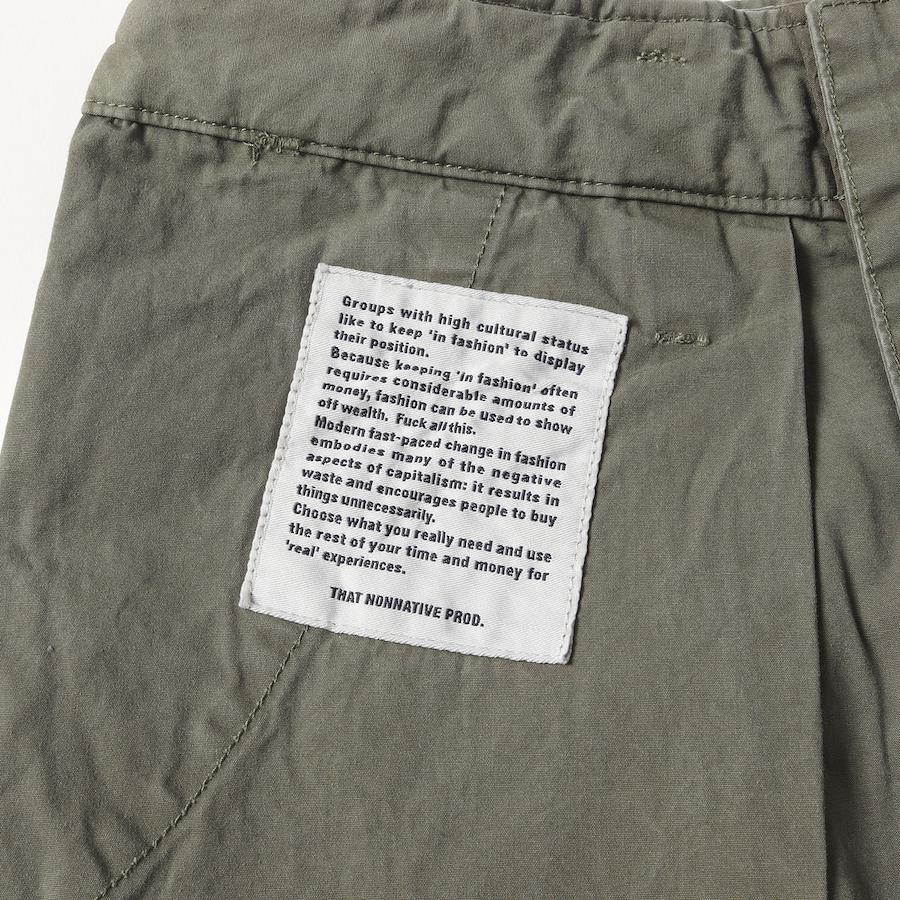 Groups with high cultural status
like to keep 'in fashion' to display
their position.
Because keeping 'in fashion' often
requires considerable amounts of
money, fashion can be used to show
off wealth. Fuck all this.
Modern fast-paced change in fashion
embodies many of the negative
aspects of capitalism: it results in
waste and encourages people to buy
things unnecessarily.
Choose what you really need and use
the rest of your time and money for
'real' experiences.
THAT NONNATIVE PROD.